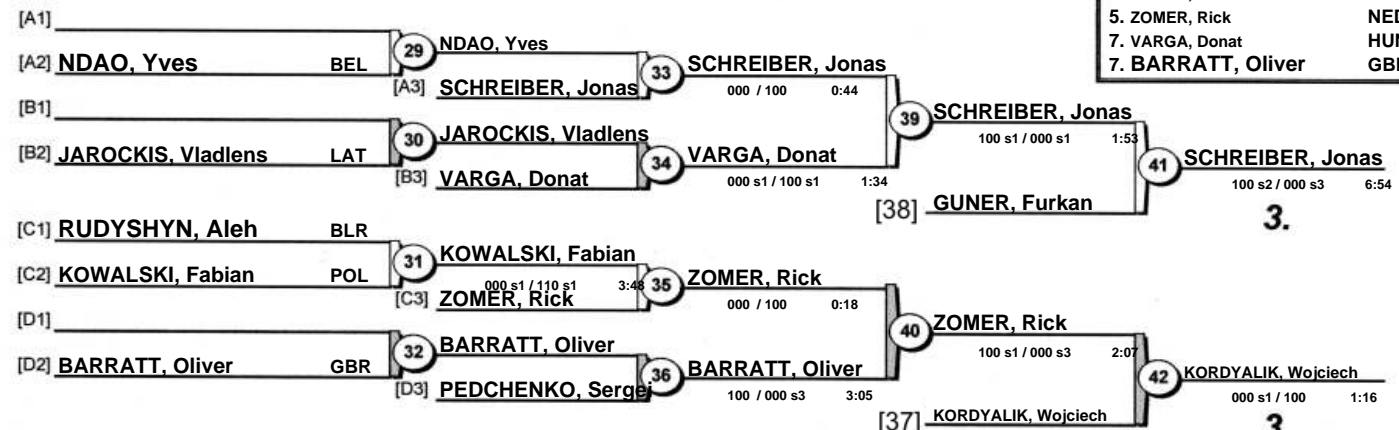 5. ZOMER, Rick NED
7. VARGA, Donat HUN
7. BARRATT, Oliver GBR
[A1]
[A2] NDAO, Yves BEL
29 NDAO, Yves
[A3] SCHREIBER, Jonas
33 SCHREIBER, Jonas
000 / 100 0:44
[B1]
[B2] JAROCKIS, Vladlens LAT
30 JAROCKIS, Vladlens
[B3] VARGA, Donat
34 VARGA, Donat
000 s1 / 100 s1 1:34
39 SCHREIBER, Jonas
100 s1 / 000 s1 1:53
[38] GUNER, Furkan
41 SCHREIBER, Jonas
100 s2 / 000 s3 6:54
3.
[C1] RUDYSHYN, Aleh BLR
[C2] KOWALSKI, Fabian POL
31 KOWALSKI, Fabian
000 s1 / 110 s1 3:48
[C3] ZOMER, Rick
35 ZOMER, Rick
000 / 100 0:18
[D1]
[D2] BARRATT, Oliver GBR
32 BARRATT, Oliver
[D3] PEDCHENKO, Sergei
36 BARRATT, Oliver
100 / 000 s3 3:05
40 ZOMER, Rick
100 s1 / 000 s3 2:07
[37] KORDYALIK, Wojciech
42 KORDYALIK, Wojciech
000 s1 / 100 1:16
3.